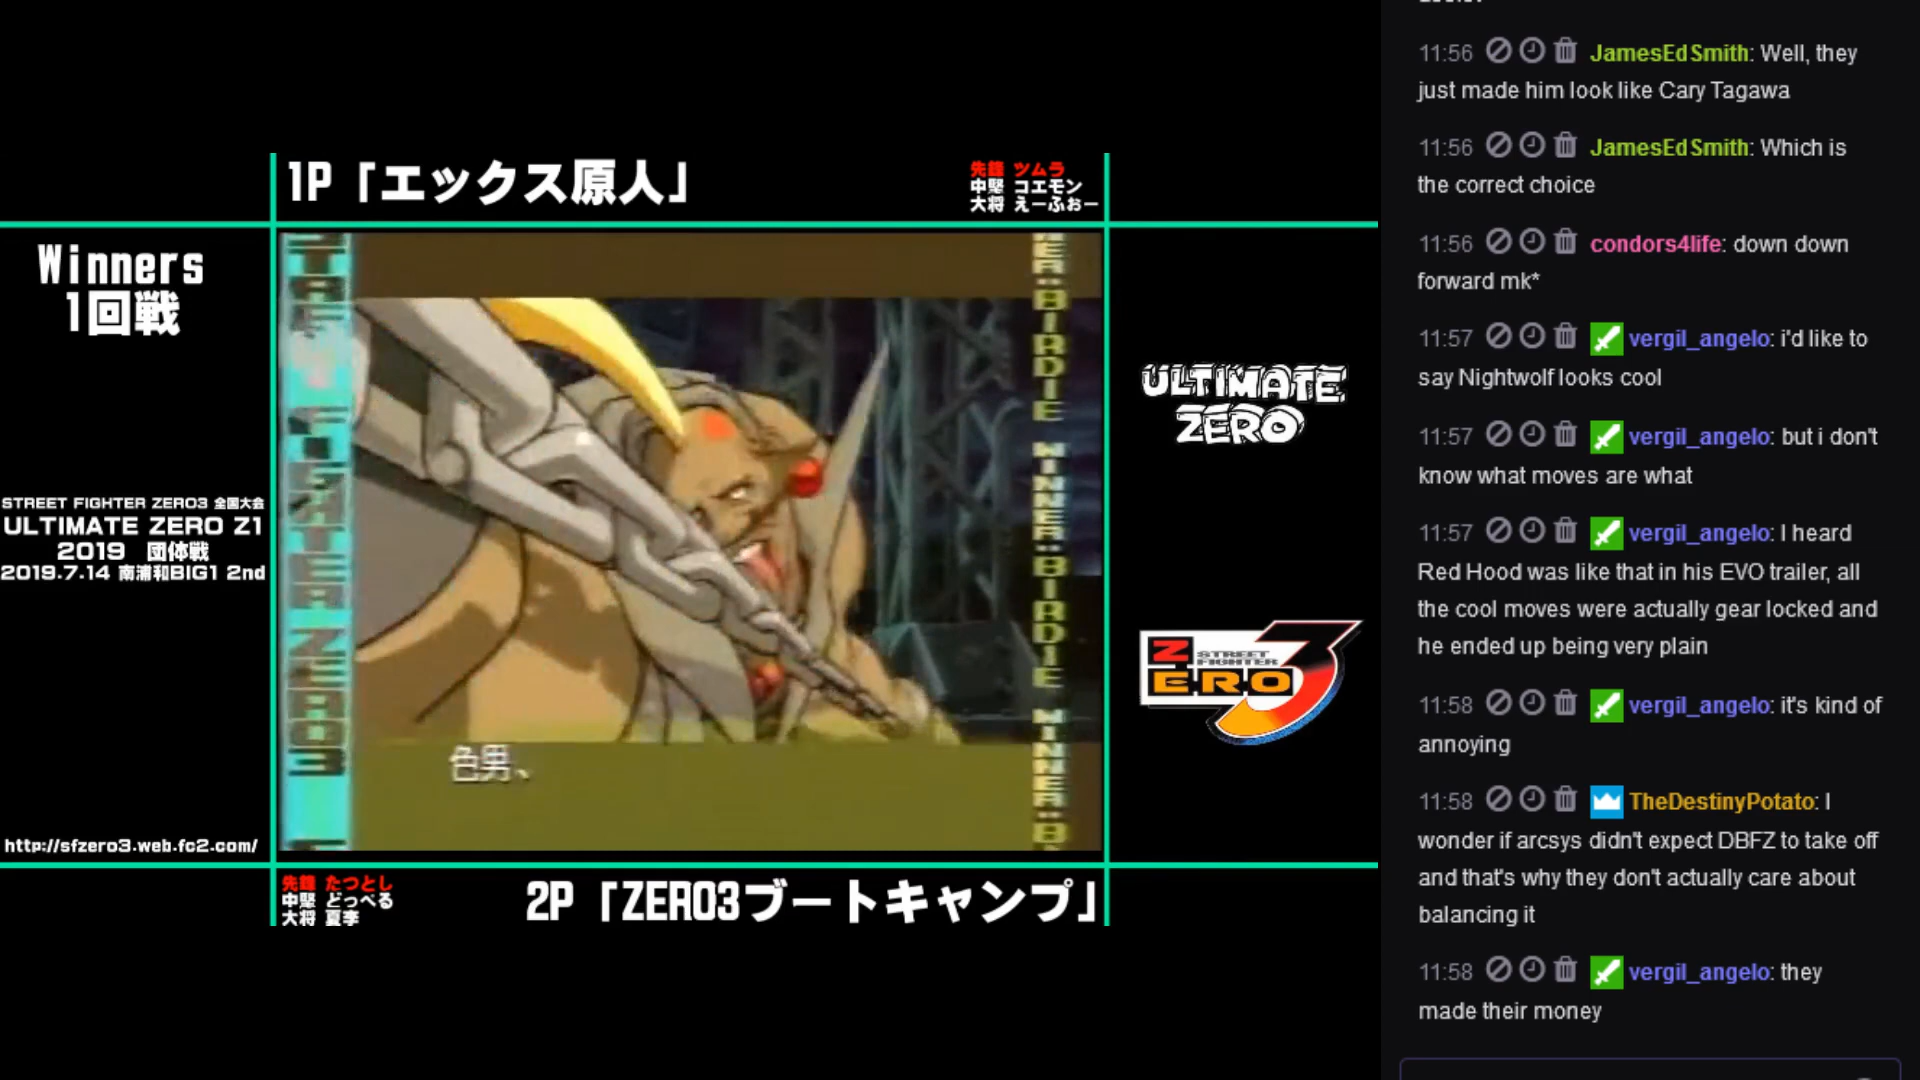 1P「エックス原人」
先鋒 ツムラ
中堅 コエモン
大将 えーふぉー
Winners
1回戦
STREET FIGHTER ZERO3 全国大会
ULTIMATE ZERO Z1
2019 団体戦
2019.7.14 南浦和BIG1 2nd
http://sfzero3.web.fc2.com/
STREET FIGHTER ZERO3
WINNER::BIRDIE WINNER::BIRDIE WINNER::B
色男、
ULTIMATE
ZERO
STREET
FIGHTER
ZERO 3
先鋒 たつとし
中堅 どっぺる
大将 夏李
2P「ZERO3ブートキャンプ」
11:56 JamesEdSmith: Well, they
just made him look like Cary Tagawa
11:56 JamesEdSmith: Which is
the correct choice
11:56 condors4life: down down
forward mk*
11:57 vergil_angelo: i'd like to
say Nightwolf looks cool
11:57 vergil_angelo: but i don't
know what moves are what
11:57 vergil_angelo: I heard
Red Hood was like that in his EVO trailer, all
the cool moves were actually gear locked and
he ended up being very plain
11:58 vergil_angelo: it's kind of
annoying
11:58 TheDestinyPotato: I
wonder if arcsys didn't expect DBFZ to take off
and that's why they don't actually care about
balancing it
11:58 vergil_angelo: they
made their money